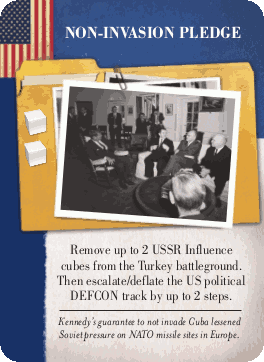 NON-INVASION PLEDGE
Remove up to 2 USSR Influence
cubes from the Turkey battleground.
Then escalate/deflate the US political
DEFCON track by up to 2 steps.
Kennedy's guarantee to not invade Cuba lessened
Soviet pressure on NATO missile sites in Europe.